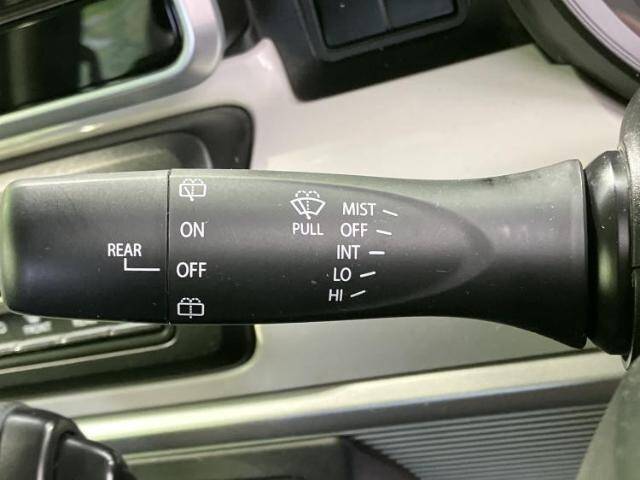 REAR
ON
OFF
PULL
MIST
OFF
INT
LO
HI